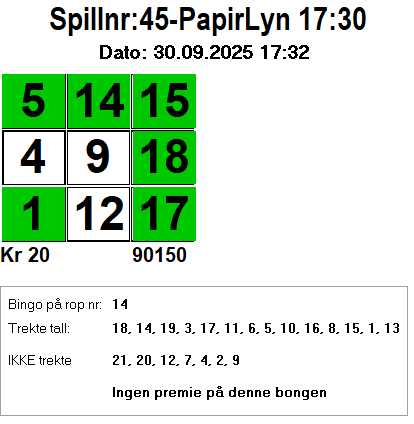 Spillnr:45-PapirLyn 17:30
Dato: 30.09.2025 17:32
5 14 15
4 9 18
1 12 17
Kr 20 90150
Bingo på rop nr: 14
Trekte tall: 18, 14, 19, 3, 17, 11, 6, 5, 10, 16, 8, 15, 1, 13
IKKE trekte 21, 20, 12, 7, 4, 2, 9
Ingen premie på denne bongen